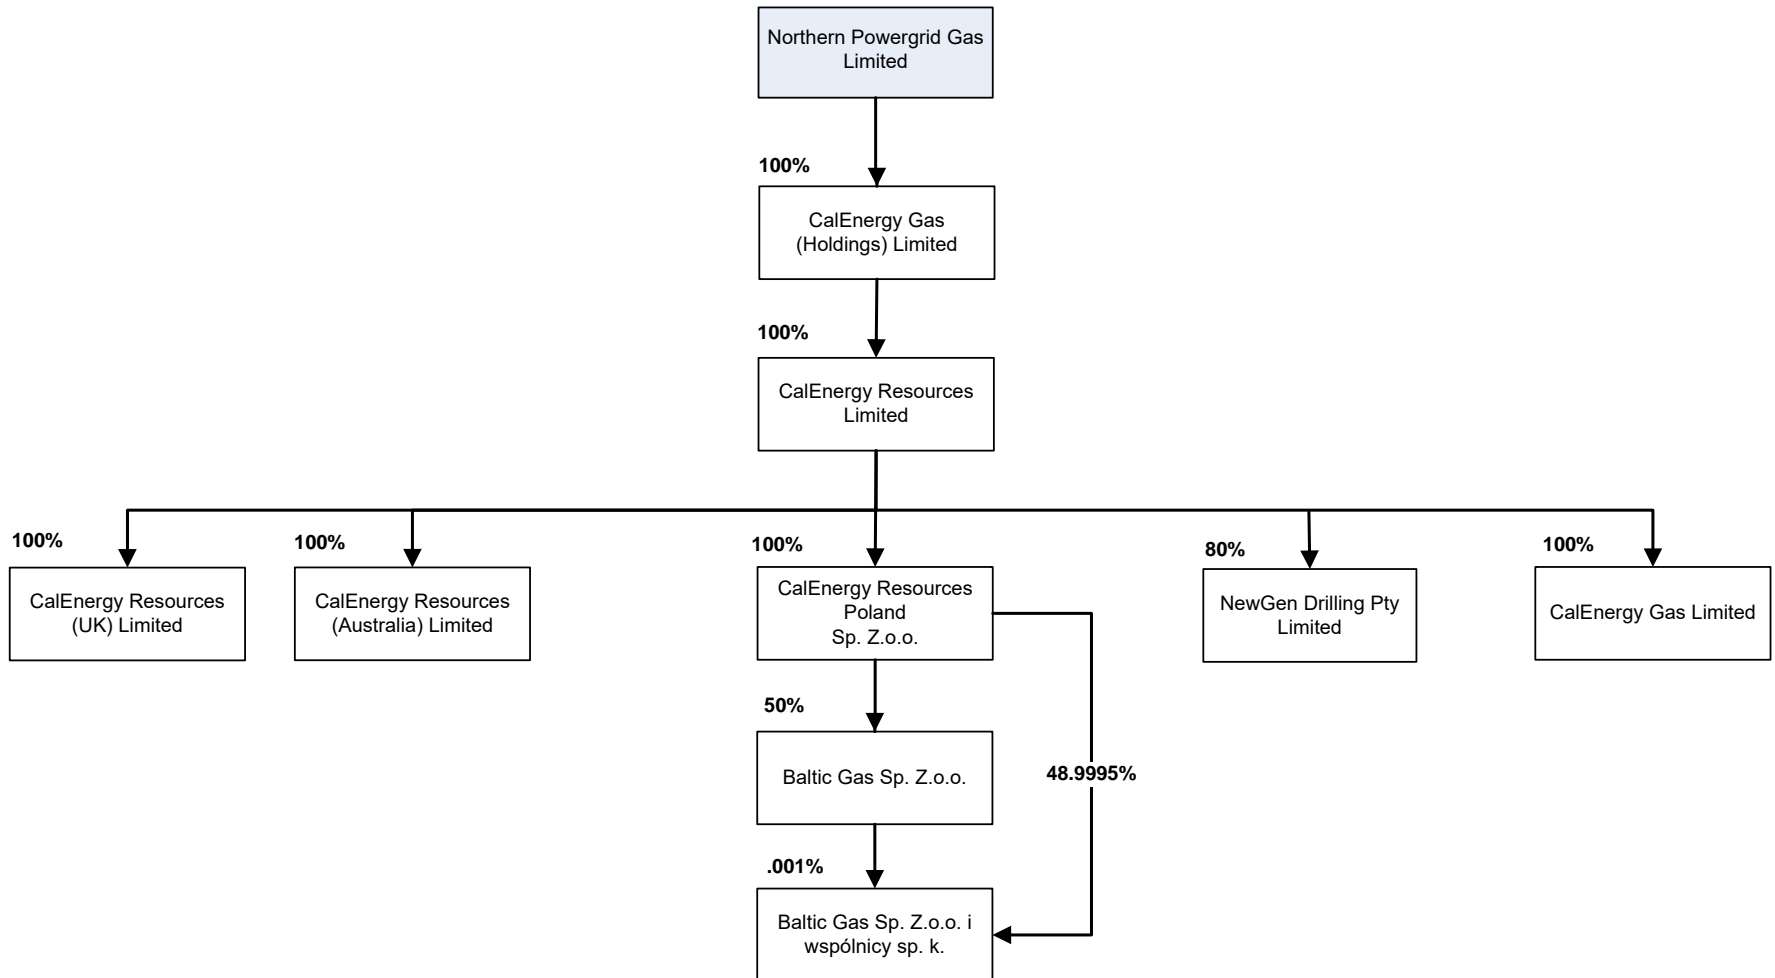 Northern Powergrid Gas
Limited
100%
CalEnergy Gas
(Holdings) Limited
100%
CalEnergy Resources
Limited
100%
CalEnergy Resources
(UK) Limited
100%
CalEnergy Resources
(Australia) Limited
100%
CalEnergy Resources
Poland
Sp. Z.o.o.
80%
NewGen Drilling Pty
Limited
100%
CalEnergy Gas Limited
50%
Baltic Gas Sp. Z.o.o.
48.9995%
.001%
Baltic Gas Sp. Z.o.o. i
wspólnicy sp. k.